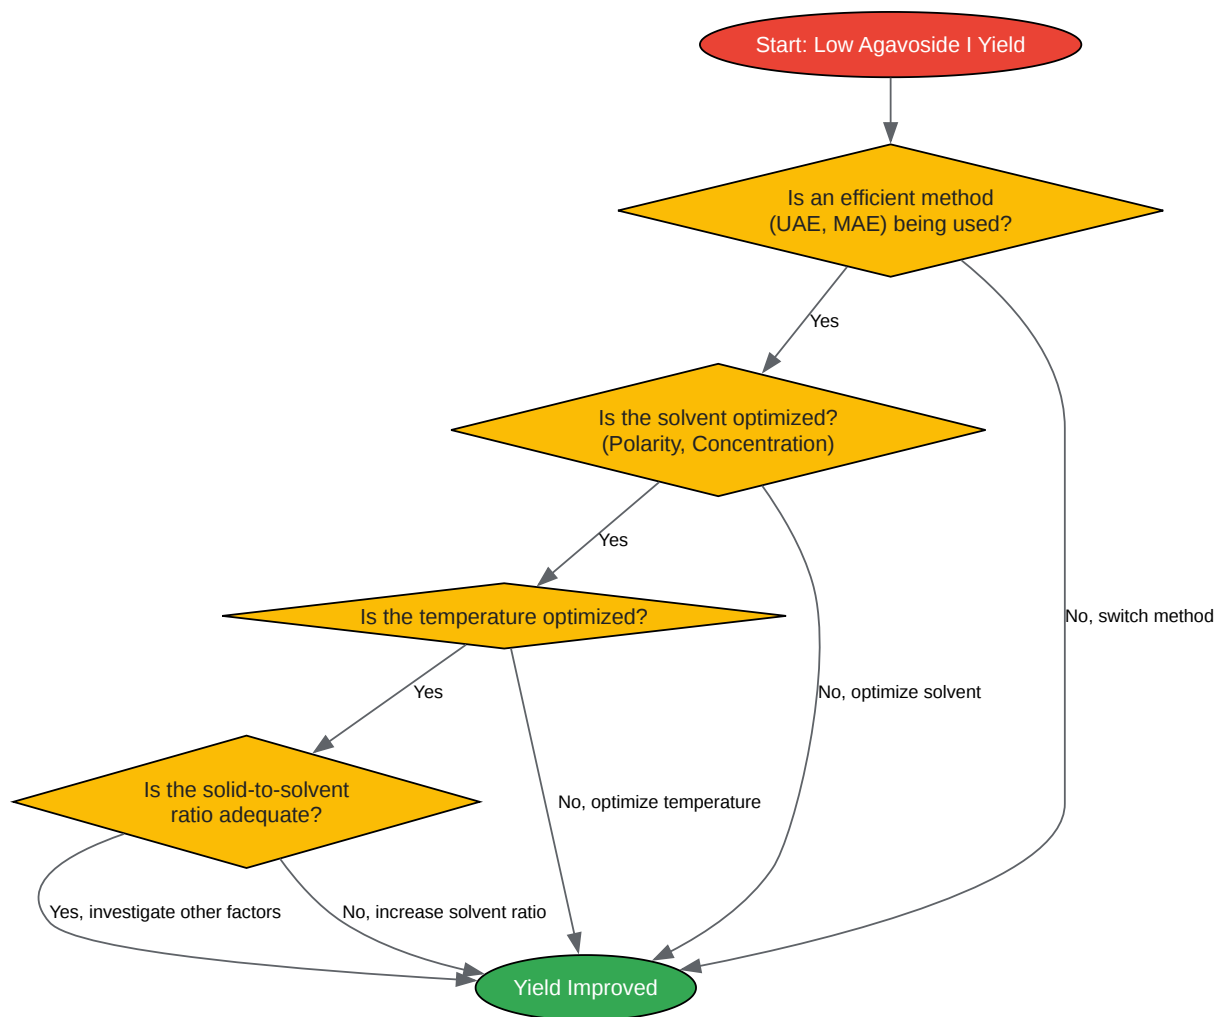 Start: Low Agavoside I Yield
Is an efficient method
(UAE, MAE) being used?
Yes
Is the solvent optimized?
(Polarity, Concentration)
Yes
Is the temperature optimized?
No, switch method
Yes
No, optimize solvent
Is the solid-to-solvent
ratio adequate?
No, optimize temperature
Yes, investigate other factors
No, increase solvent ratio
Yield Improved